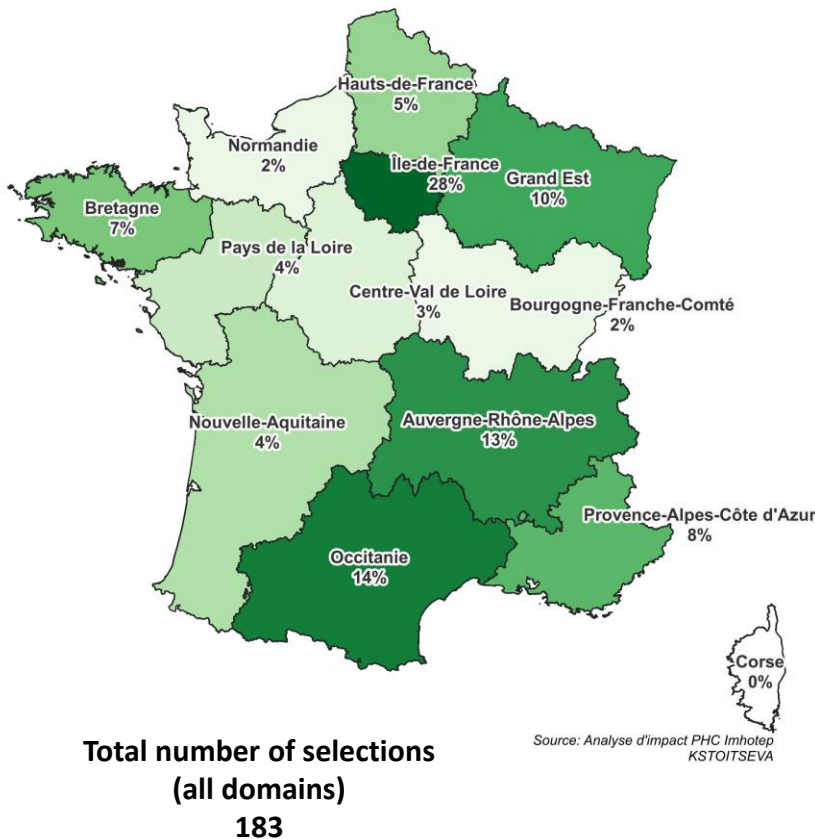 Hauts-de-France
5%
Normandie
2%
Île-de-France
28%
Grand Est
10%
Bretagne
7%
Pays de la Loire
4%
Centre-Val de Loire
3%
Bourgogne-Franche-Comté
2%
Nouvelle-Aquitaine
4%
Auvergne-Rhône-Alpes
13%
Provence-Alpes-Côte d'Azur
8%
Occitanie
14%
Corse
0%
Total number of selections
(all domains)
183
Source: Analyse d'impact PHC Imhotep
KSTOITSEVA